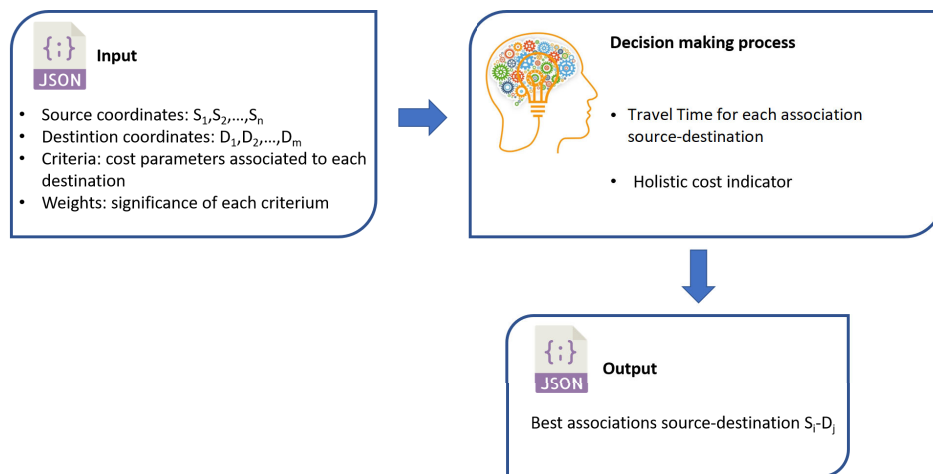 {;}
JSON
Input
• Source coordinates: S₁,S₂,...,Sₙ
• Destintion coordinates: D₁,D₂,...,Dₘ
• Criteria: cost parameters associated to each
destination
• Weights: significance of each criterium
Decision making process
• Travel Time for each association
source-destination
• Holistic cost indicator
{;}
JSON
Output
Best associations source-destination Sᵢ-Dⱼ